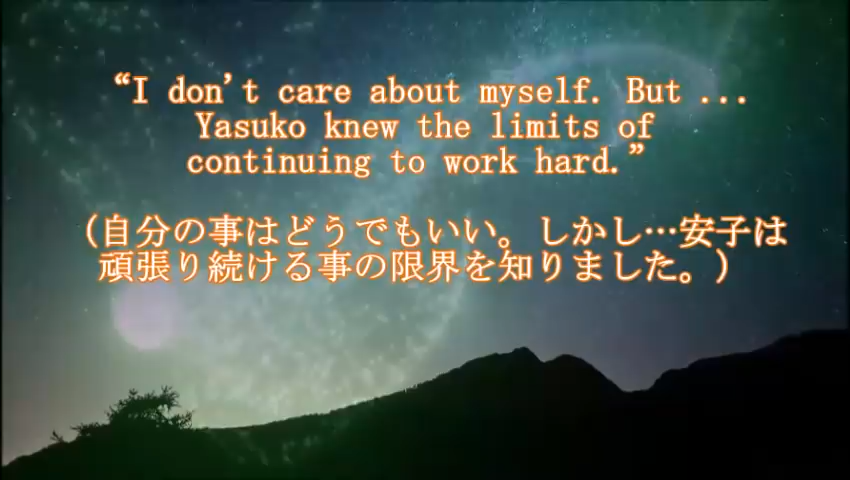 “I don't care about myself. But ...
Yasuko knew the limits of
continuing to work hard.”
（自分の事はどうでもいい。しかし…安子は
頑張り続ける事の限界を知りました。）